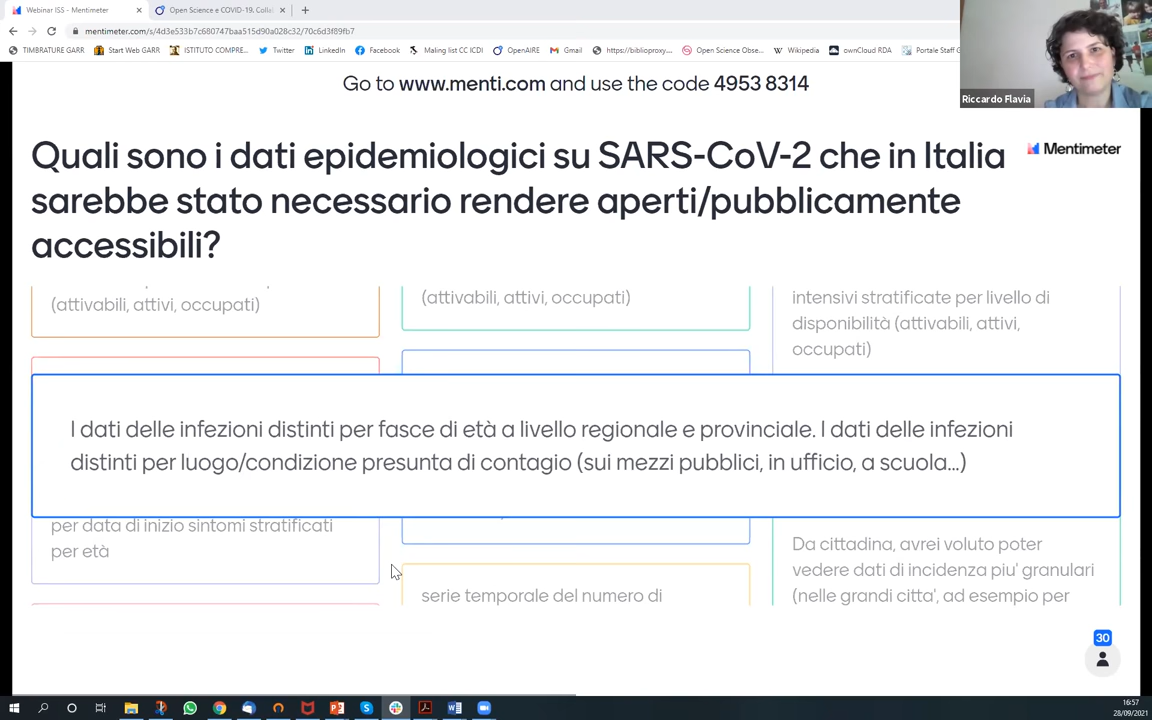 Webinar ISS - Mentimeter
Open Science e COVID-19. Colla
mentimeter.com/s/4d3e533b7c680747baa515d90a028c32/70c6d3f89fb7
TIMBRATURE GARR
Start Web GARR
ISTITUTO COMPRE...
Twitter
LinkedIn
Facebook
Maling list CC ICDI
OpenAIRE
Gmail
https://biblioproxy...
Open Science Obse...
Wikipedia
ownCloud RDA
Portale Staff G
Riccardo Flavia
Go to www.menti.com and use the code 4953 8314
Quali sono i dati epidemiologici su SARS-CoV-2 che in Italia
sarebbe stato necessario rendere aperti/pubblicamente
accessibili?
Mentimeter
(attivabili, attivi, occupati)
(attivabili, attivi, occupati)
intensivi stratificate per livello di
disponibilità (attivabili, attivi,
occupati)
I dati delle infezioni distinti per fasce di età a livello regionale e provinciale. I dati delle infezioni
distinti per luogo/condizione presunta di contagio (sui mezzi pubblici, in ufficio, a scuola...)
per data di inizio sintomi stratificati
per età
serie temporale del numero di
Da cittadina, avrei voluto poter
vedere dati di incidenza piu' granulari
(nelle grandi citta', ad esempio per
30
16:57
28/09/2021